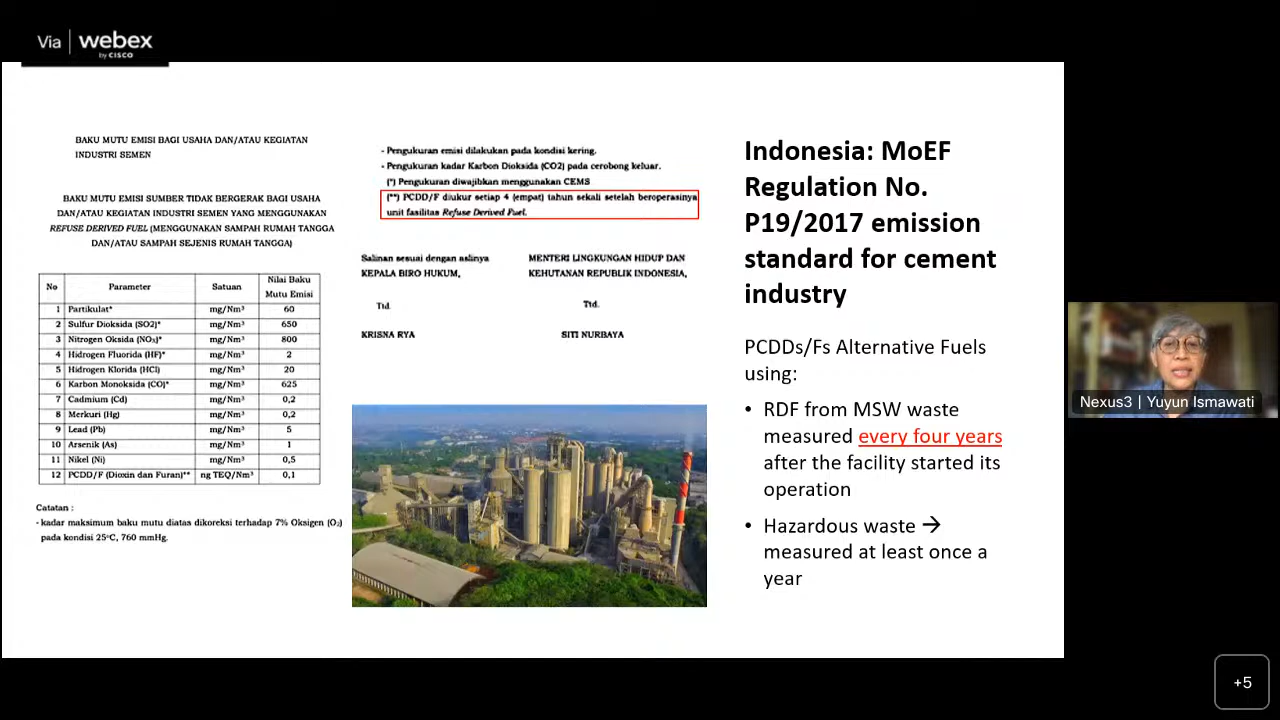 Via webex
by CISCO
BAKU MUTU EMISI BAGI USAHA DAN/ATAU KEGIATAN
INDUSTRI SEMEN
BAKU MUTU EMISI SUMBER TIDAK BERGERAK BAGI USAHA
DAN/ATAU KEGIATAN INDUSTRI SEMEN YANG MENGGUNAKAN
REFUSE DERIVED FUEL (MENGGUNAKAN SAMPAH RUMAH TANGGA
DAN/ATAU SAMPAH SEJENIS RUMAH TANGGA)
No Parameter Satuan Nilai Baku Mutu Emisi
1 Partikulat* mg/Nm³ 60
2 Sulfur Dioksida (SO2)* mg/Nm³ 650
3 Nitrogen Oksida (NOx)* mg/Nm³ 800
4 Hidrogen Fluorida (HF)* mg/Nm³ 2
5 Hidrogen Klorida (HCl) mg/Nm³ 20
6 Karbon Monoksida (CO)* mg/Nm³ 625
7 Cadmium (Cd) mg/Nm³ 0,2
8 Merkuri (Hg) mg/Nm³ 0,2
9 Lead (Pb) mg/Nm³ 5
10 Arsenik (As) mg/Nm³ 1
11 Nikel (Ni) mg/Nm³ 0,5
12 PCDD/F (Dioxin dan Furan)** ng TEQ/Nm³ 0,1
Catatan :
- kadar maksimum baku mutu diatas dikoreksi terhadap 7% Oksigen (O₂)
pada kondisi 25°C, 760 mmHg.
- Pengukuran emisi dilakukan pada kondisi kering.
- Pengukuran kadar Karbon Dioksida (CO2) pada cerobong keluar.
(*) Pengukuran diwajibkan menggunakan CEMS
(**) PCDD/F diukur setiap 4 (empat) tahun sekali setelah beroperasinya
unit fasilitas Refuse Derived Fuel.
Salinan sesuai dengan aslinya
KEPALA BIRO HUKUM,
Ttd.
KRISNA RYA
MENTERI LINGKUNGAN HIDUP DAN
KEHUTANAN REPUBLIK INDONESIA,
Ttd.
SITI NURBAYA
Indonesia: MoEF
Regulation No.
P19/2017 emission
standard for cement
industry
PCDDs/Fs Alternative Fuels
using:
• RDF from MSW waste
measured every four years
after the facility started its
operation
• Hazardous waste →
measured at least once a
year
Nexus3 | Yuyun Ismawati
+5